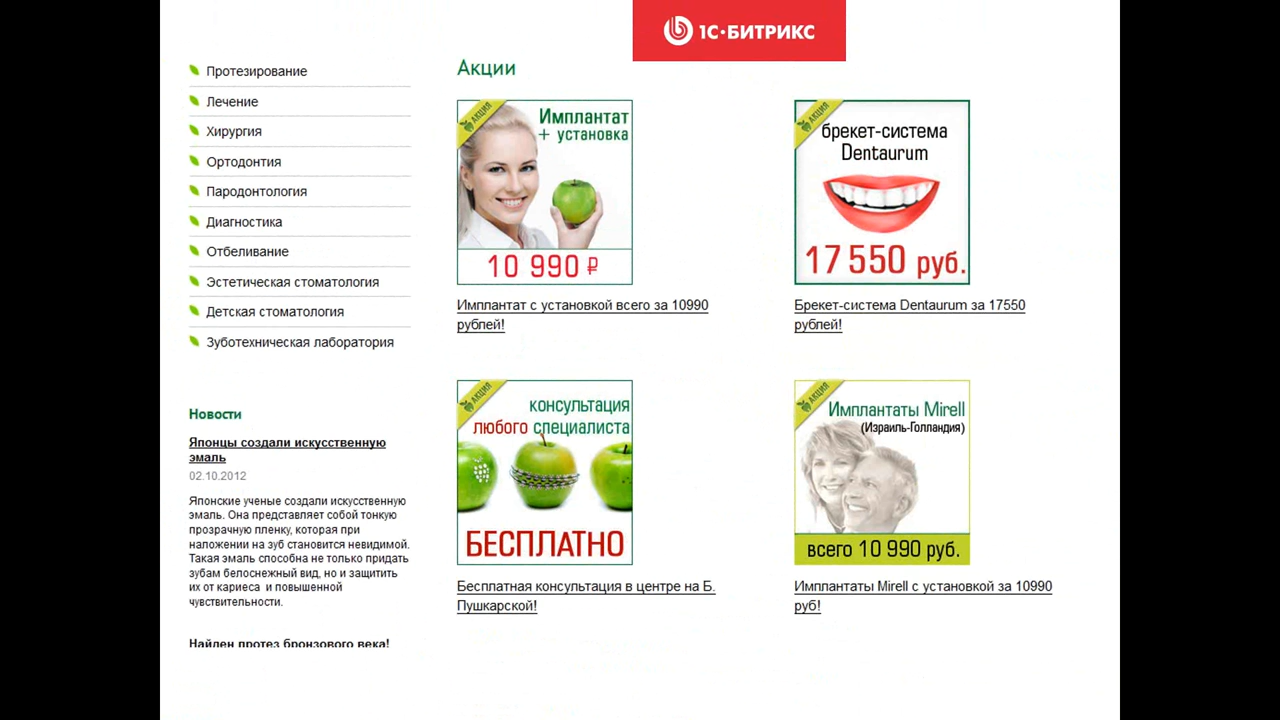 1С·БИТРИКС
Протезирование
Лечение
Хирургия
Ортодонтия
Пародонтология
Диагностика
Отбеливание
Эстетическая стоматология
Детская стоматология
Зуботехническая лаборатория
Новости
Японцы создали искусственную
эмаль
02.10.2012
Японские ученые создали искусственную
эмаль. Она представляет собой тонкую
прозрачную пленку, которая при
наложении на зуб становится невидимой.
Такая эмаль способна не только придать
зубам белоснежный вид, но и защитить
их от кариеса и повышенной
чувствительности.
Найден протез бронзового века!
Акции
АКЦИЯ
Имплантат
+ установка
10 990 ₽
Имплантат с установкой всего за 10990
рублей!
АКЦИЯ
брекет-система
Dentaurum
17 550 руб.
Брекет-система Dentaurum за 17550
рублей!
АКЦИЯ
консультация
любого специалиста
БЕСПЛАТНО
Бесплатная консультация в центре на Б.
Пушкарской!
АКЦИЯ
Имплантаты Mirell
(Израиль-Голландия)
всего 10 990 руб.
Имплантаты Mirell с установкой за 10990
руб!